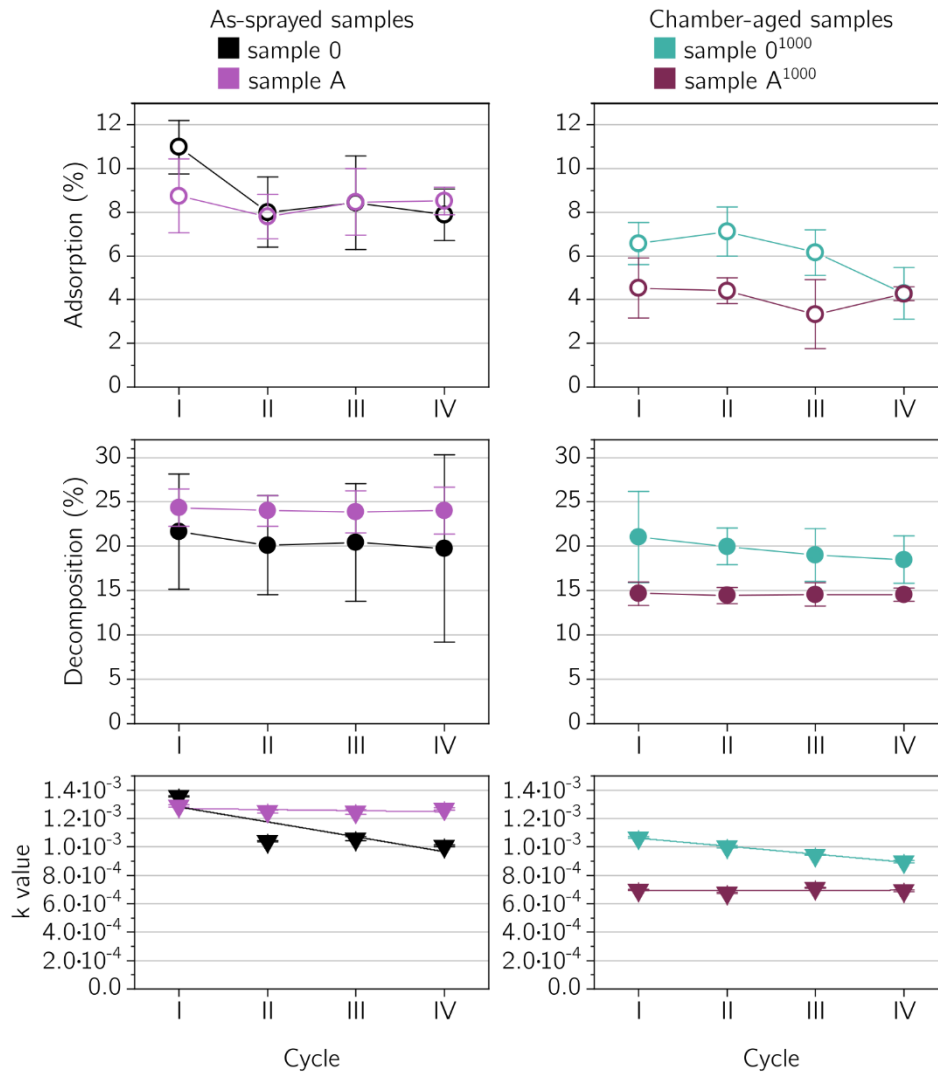 As-sprayed samples
sample 0
sample A
Chamber-aged samples
sample 0¹⁰⁰⁰
sample A¹⁰⁰⁰
Adsorption (%)
12
10
8
6
4
2
0
I II III IV
12
10
8
6
4
2
0
I II III IV
Decomposition (%)
30
25
20
15
10
5
0
I II III IV
30
25
20
15
10
5
0
I II III IV
k value
1.4·10⁻³
1.2·10⁻³
1.0·10⁻³
8.0·10⁻⁴
6.0·10⁻⁴
4.0·10⁻⁴
2.0·10⁻⁴
0.0
I II III IV
Cycle
1.4·10⁻³
1.2·10⁻³
1.0·10⁻³
8.0·10⁻⁴
6.0·10⁻⁴
4.0·10⁻⁴
2.0·10⁻⁴
0.0
I II III IV
Cycle